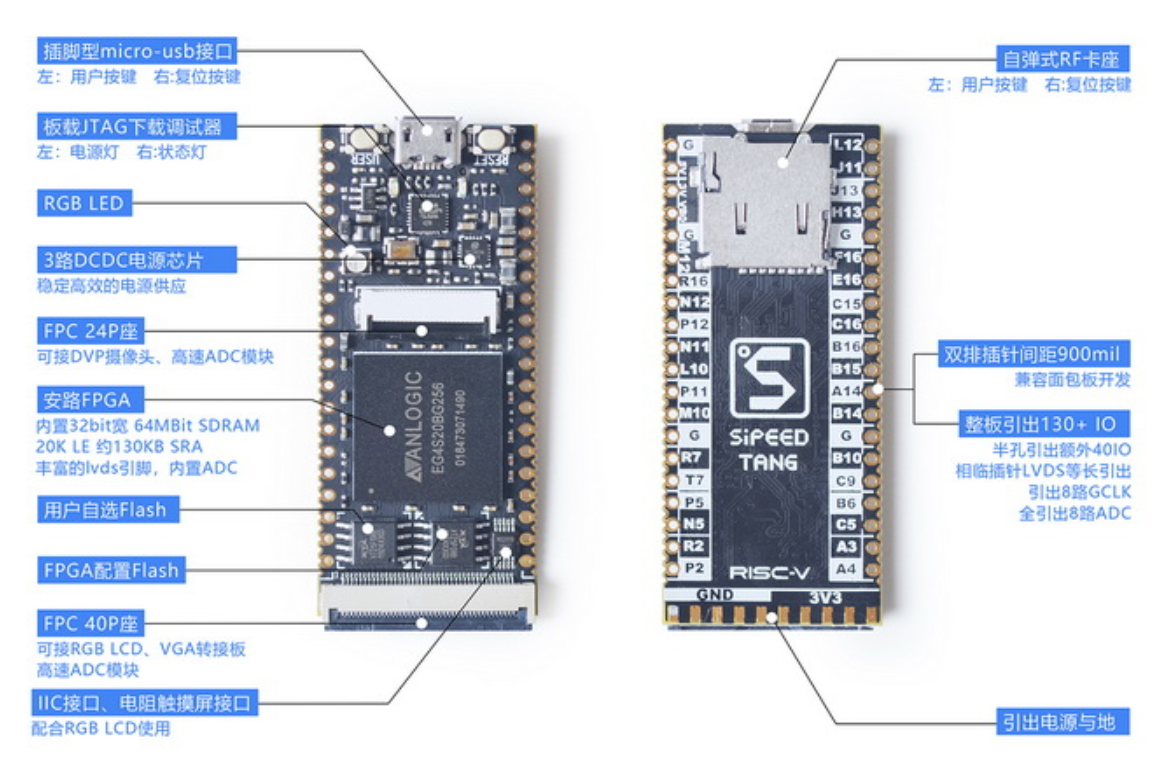 插脚型micro-usb接口
左：用户按键 右:复位按键
板载JTAG下载调试器
左：电源灯 右:状态灯
RGB LED
3路DCDC电源芯片
稳定高效的电源供应
FPC 24P座
可接DVP摄像头、高速ADC模块
安路FPGA
内置32bit宽 64MBit SDRAM
20K LE 约130KB SRA
丰富的lvds引脚，内置ADC
用户自选Flash
FPGA配置Flash
FPC 40P座
可接RGB LCD、VGA转接板
高速ADC模块
IIC接口、电阻触摸屏接口
配合RGB LCD使用
USER
RESET
ANLOGIC
EG4S20BG256
018473071490
自弹式RF卡座
左：用户按键 右:复位按键
G
G
R16
N12
P12
N11
L10
P11
M10
G
R7
T7
P5
N5
R2
P2
L12
J11
J13
H13
G
F16
E16
C15
C16
B16
B15
A14
B14
G
B10
C9
B6
C5
A3
A4
SiPEED
TANG
RISC-V
GND
3V3
双排插针间距900mil
兼容面包板开发
整板引出130+ IO
半孔引出额外40IO
相临插针LVDS等长引出
引出8路GCLK
全引出8路ADC
引出电源与地